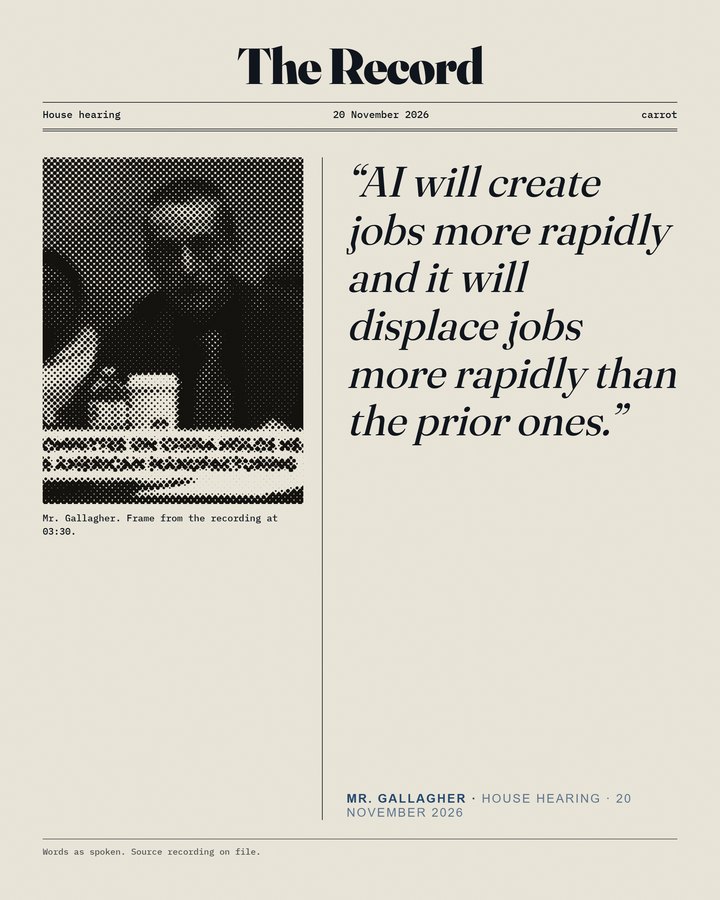 The Record
House hearing
20 November 2026
carrot
“AI will create
jobs more rapidly
and it will
displace jobs
more rapidly than
the prior ones.”
Mr. Gallagher. Frame from the recording at
03:30.
MR. GALLAGHER · HOUSE HEARING · 20
NOVEMBER 2026
Words as spoken. Source recording on file.